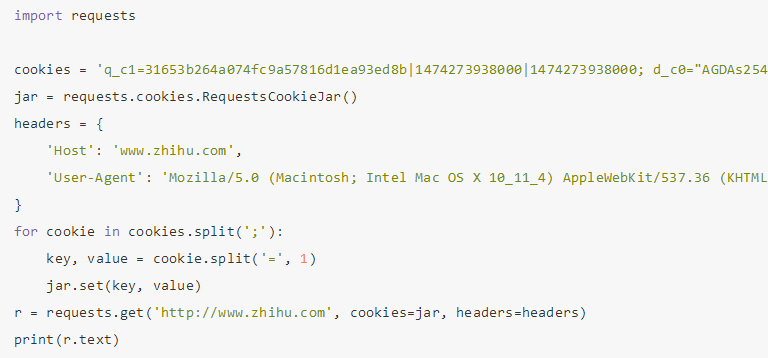 import requests
cookies = 'q_c1=31653b264a074fc9a57816d1ea93ed8b|1474273938000|1474273938000; d_c0="AGDAs254
jar = requests.cookies.RequestsCookieJar()
headers = {
    'Host': 'www.zhihu.com',
    'User-Agent': 'Mozilla/5.0 (Macintosh; Intel Mac OS X 10_11_4) AppleWebKit/537.36 (KHTML
}
for cookie in cookies.split(';'):
    key, value = cookie.split('=', 1)
    jar.set(key, value)
r = requests.get('http://www.zhihu.com', cookies=jar, headers=headers)
print(r.text)